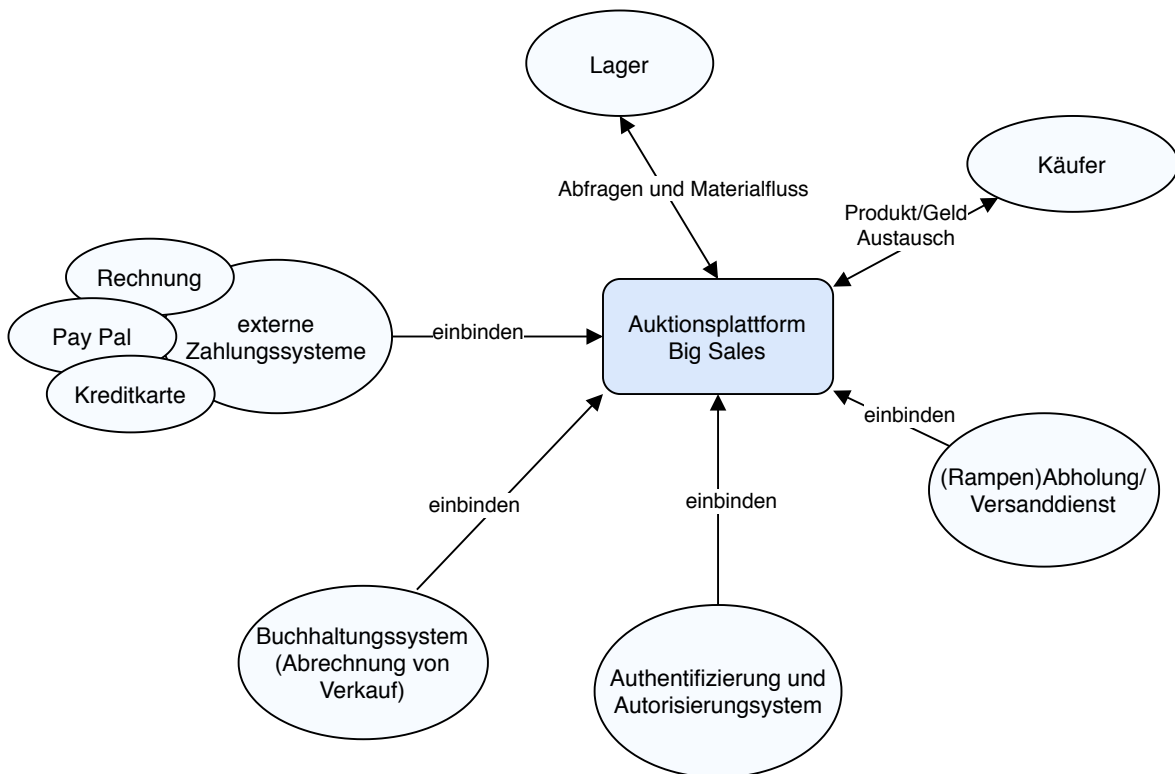 Lager
Käufer
Abfragen und Materialfluss
Produkt/Geld
Austausch
Rechnung
Pay Pal
Kreditkarte
externe
Zahlungssysteme
einbinden
Auktionsplattform
Big Sales
einbinden
(Rampen)Abholung/
Versanddienst
einbinden
einbinden
Buchhaltungssystem
(Abrechnung von
Verkauf)
Authentifizierung und
Autorisierungsystem